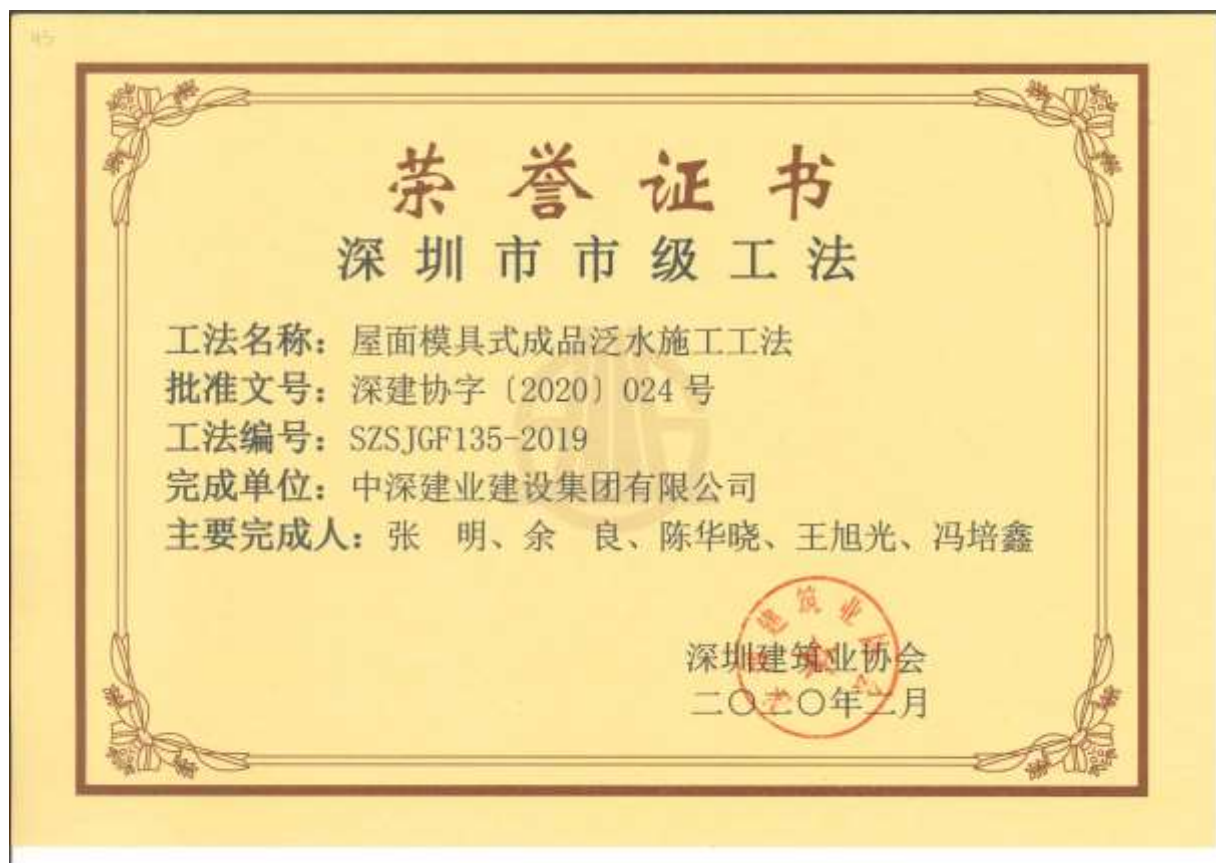 45
荣誉证书
深圳市市级工法
工法名称：屋面模具式成品泛水施工工法
批准文号：深建协字〔2020〕024 号
工法编号：SZSJGF135-2019
完成单位：中深建业建设集团有限公司
主要完成人：张　明、余　良、陈华晓、王旭光、冯培鑫
深圳建筑业协会
二〇二〇年二月